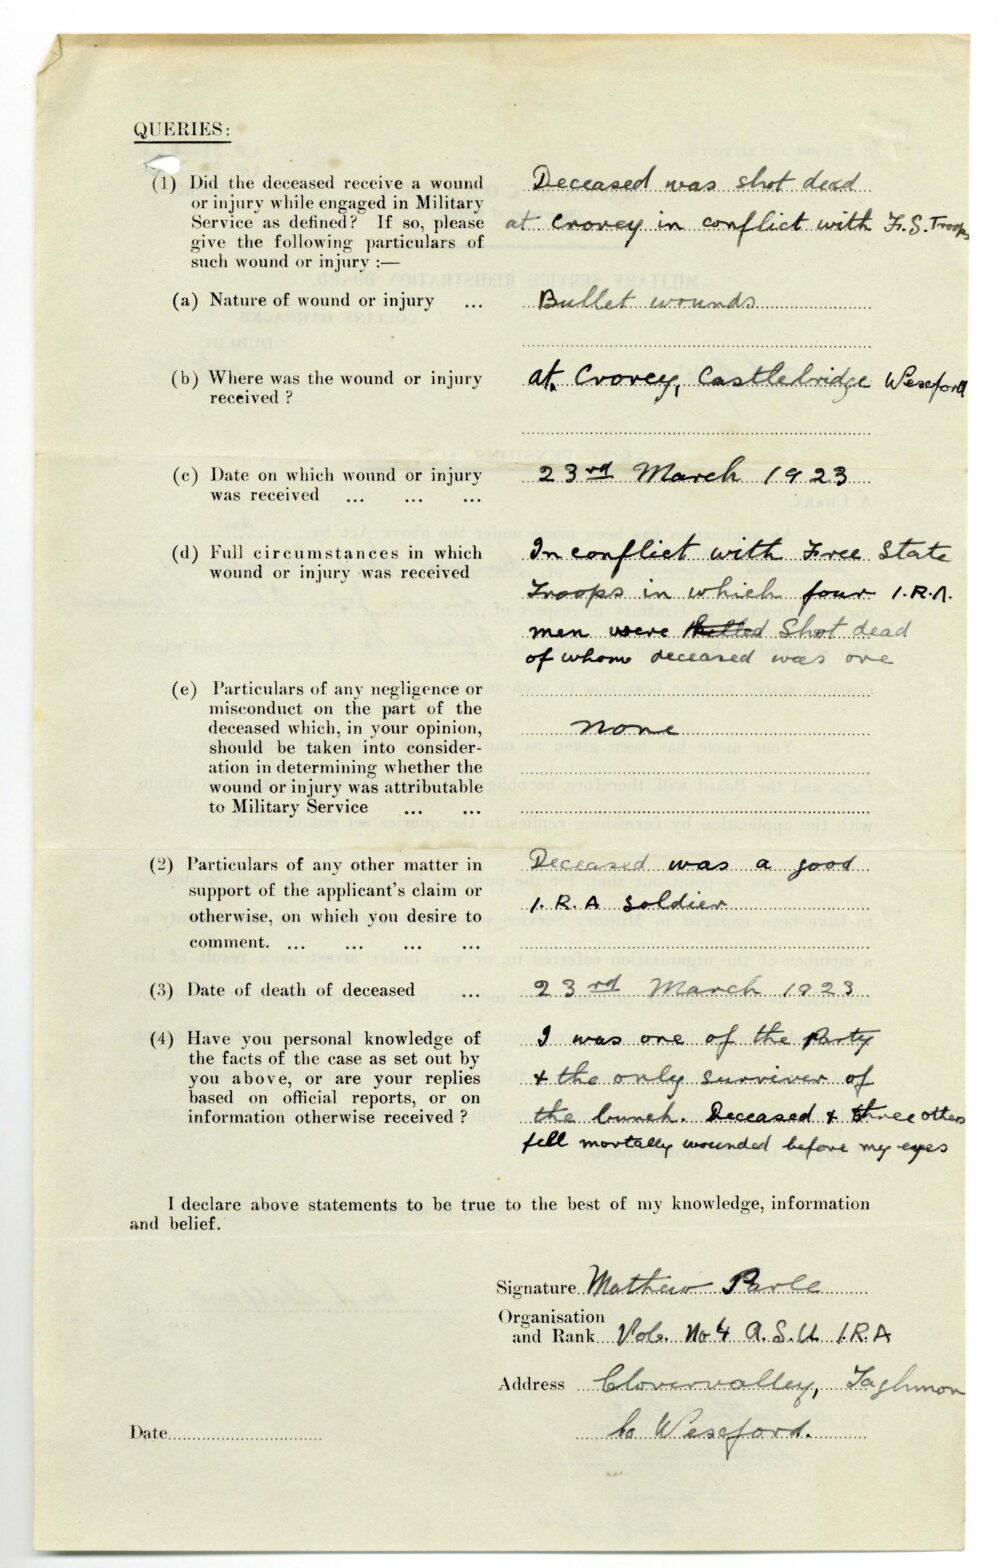 QUERIES:
(1) Did the deceased receive a wound
or injury while engaged in Military
Service as defined? If so, please
give the following particulars of
such wound or injury :—
Deceased was shot dead
at Crovey in conflict with F.S. Troops
(a) Nature of wound or injury ...
Bullet wounds
(b) Where was the wound or injury
received ?
at Crovey, Castlebridge Wexford
(c) Date on which wound or injury
was received ... ... ...
23rd March 1923
(d) Full circumstances in which
wound or injury was received
In conflict with Free State
Troops in which four I.R.A.
men were Shot dead
of whom deceased was one
(e) Particulars of any negligence or
misconduct on the part of the
deceased which, in your opinion,
should be taken into consider-
ation in determining whether the
wound or injury was attributable
to Military Service ... ...
None
(2) Particulars of any other matter in
support of the applicant's claim or
otherwise, on which you desire to
comment. ... ... ... ...
Deceased was a good
I.R.A soldier
(3) Date of death of deceased ...
23rd March 1923
(4) Have you personal knowledge of
the facts of the case as set out by
you above, or are your replies
based on official reports, or on
information otherwise received ?
I was one of the Party
& the only surviver of
the bunch. Deceased & three others
fell mortally wounded before my eyes
I declare above statements to be true to the best of my knowledge, information
and belief.
Signature Mathew Parle
Organisation
and Rank Vol. No 4 A.S.U I.R.A
Address Clovervalley, Taghmon
Co Wexford.
Date